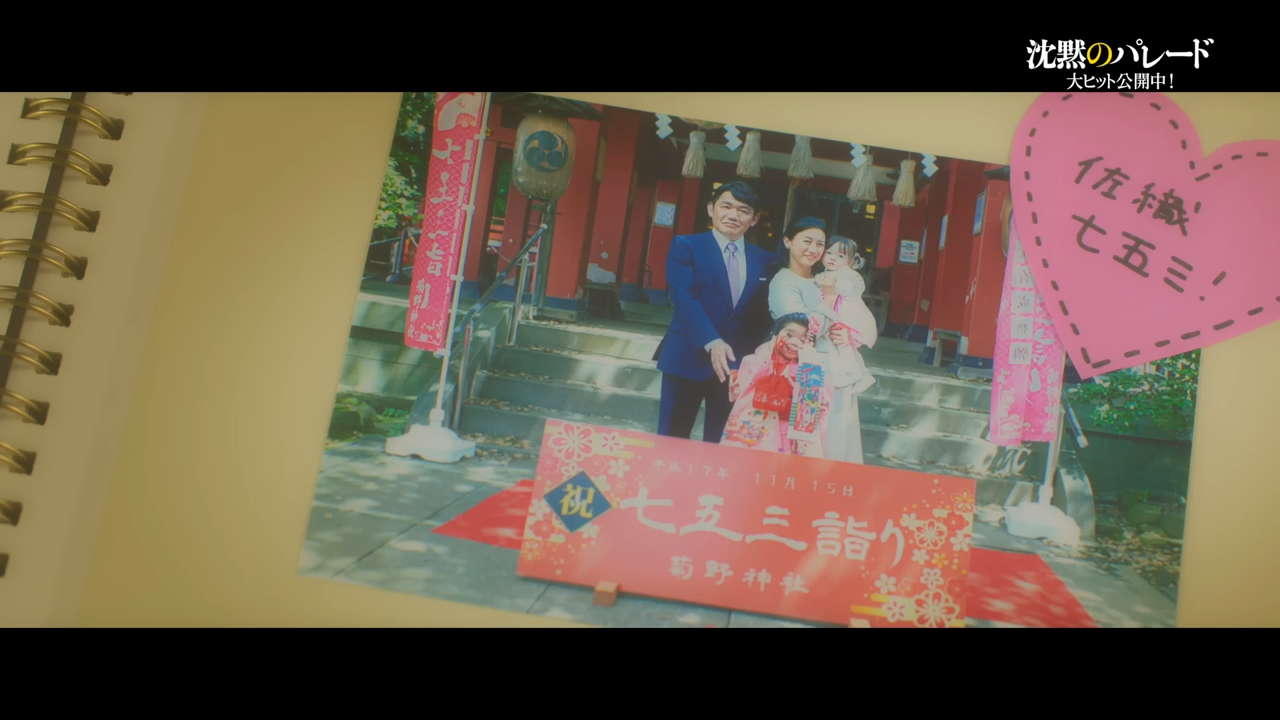 沈黙のパレード
大ヒット公開中！
佐織
七五三！
平成17年 11月15日
祝
七五三詣り
菊野神社